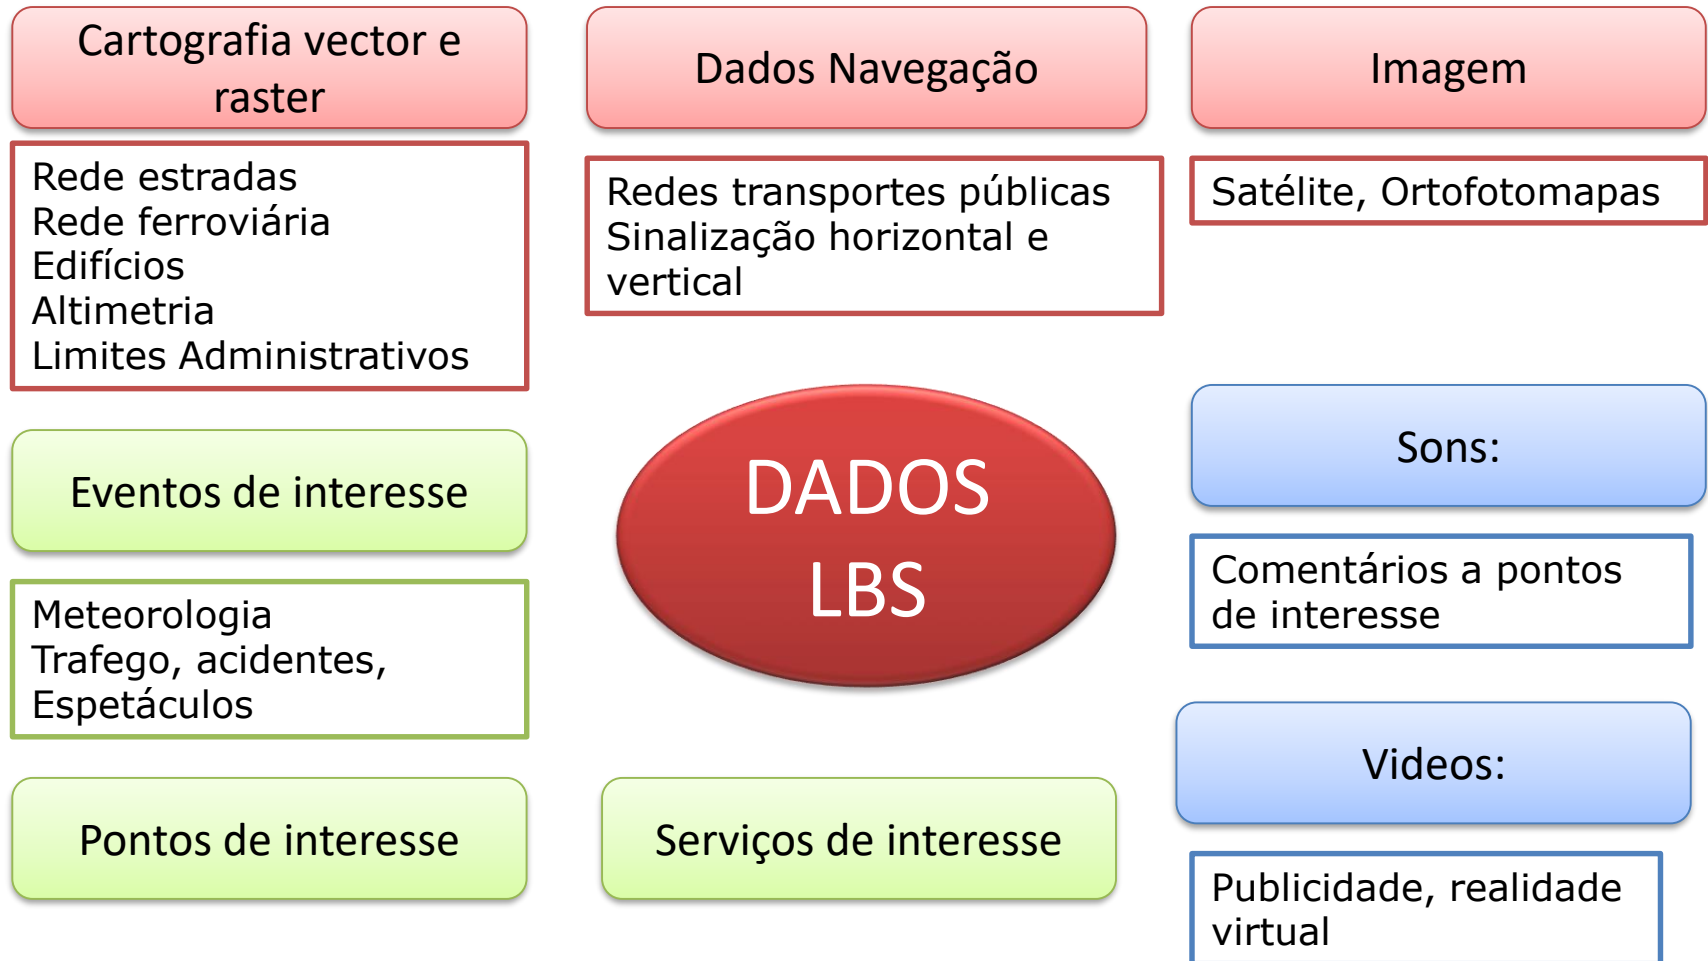 Cartografia vector e
raster
Rede estradas
Rede ferroviária
Edifícios
Altimetria
Limites Administrativos
Dados Navegação
Redes transportes públicas
Sinalização horizontal e
vertical
Imagem
Satélite, Ortofotomapas
DADOS
LBS
Eventos de interesse
Meteorologia
Trafego, acidentes,
Espetáculos
Sons:
Comentários a pontos
de interesse
Videos:
Publicidade, realidade
virtual
Pontos de interesse
Serviços de interesse